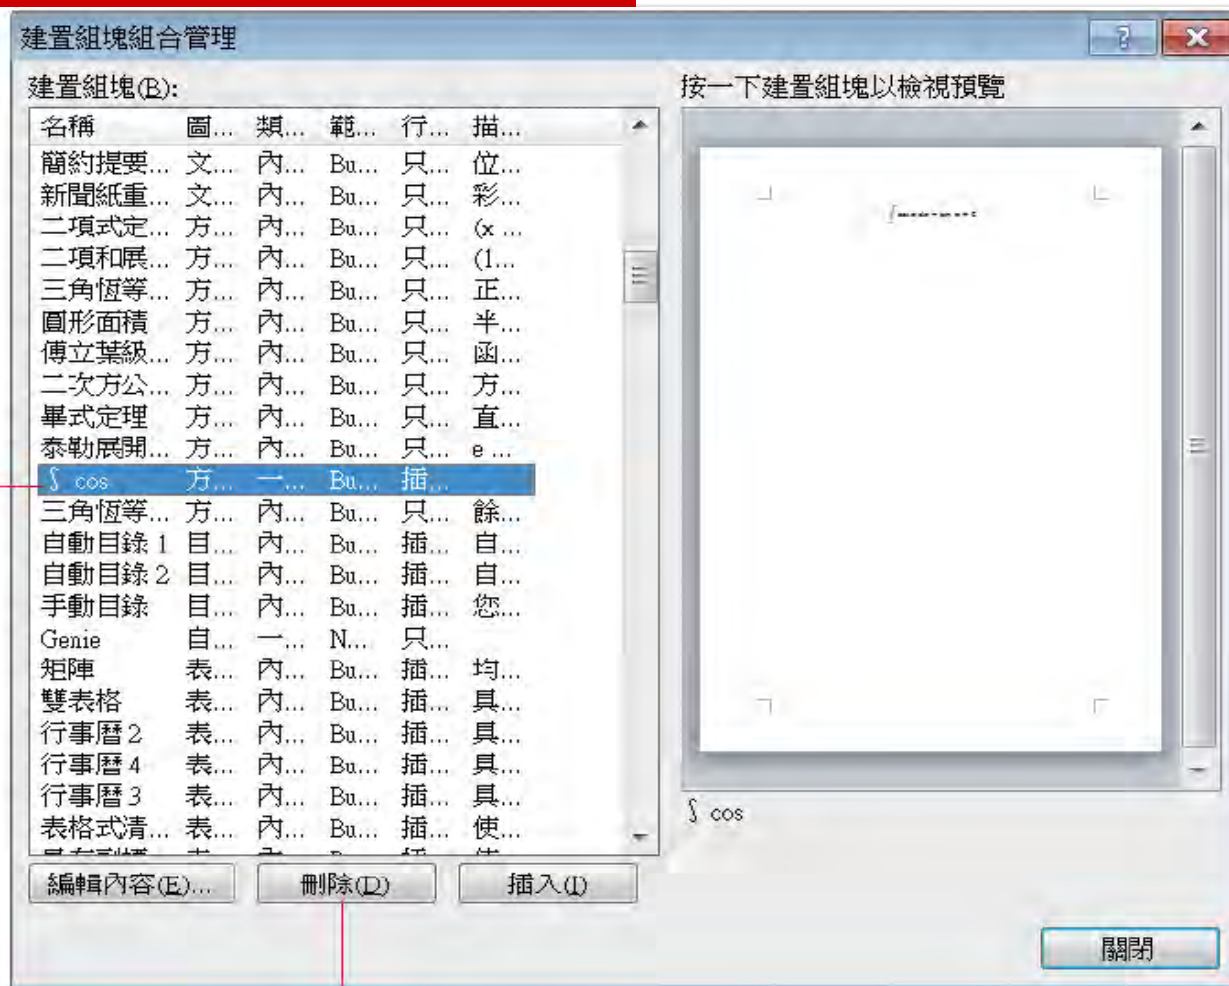 建置組塊組合管理
建置組塊(B):
名稱 圖... 類... 範... 行... 描...
簡約提要... 文... 內... Bu... 只... 位...
新聞紙重... 文... 內... Bu... 只... 彩...
二項式定... 方... 內... Bu... 只... (x ...
二項和展... 方... 內... Bu... 只... (1...
三角恆等... 方... 內... Bu... 只... 正...
圓形面積 方... 內... Bu... 只... 半...
傅立葉級... 方... 內... Bu... 只... 函...
二次方公... 方... 內... Bu... 只... 方...
畢式定理 方... 內... Bu... 只... 直...
泰勒展開... 方... 內... Bu... 只... e ...
∫ cos 方... 一... Bu... 插...
三角恆等... 方... 內... Bu... 只... 餘...
自動目錄 1 目... 內... Bu... 插... 自...
自動目錄 2 目... 內... Bu... 插... 自...
手動目錄 目... 內... Bu... 插... 您...
Genie 自... 一... N... 只...
矩陣 表... 內... Bu... 插... 均...
雙表格 表... 內... Bu... 插... 具...
行事曆 2 表... 內... Bu... 插... 具...
行事曆 4 表... 內... Bu... 插... 具...
行事曆 3 表... 內... Bu... 插... 具...
表格式清... 表... 內... Bu... 插... 使...
編輯內容(E)... 刪除(D) 插入(I)
按一下建置組塊以檢視預覽
∫ cos
關閉